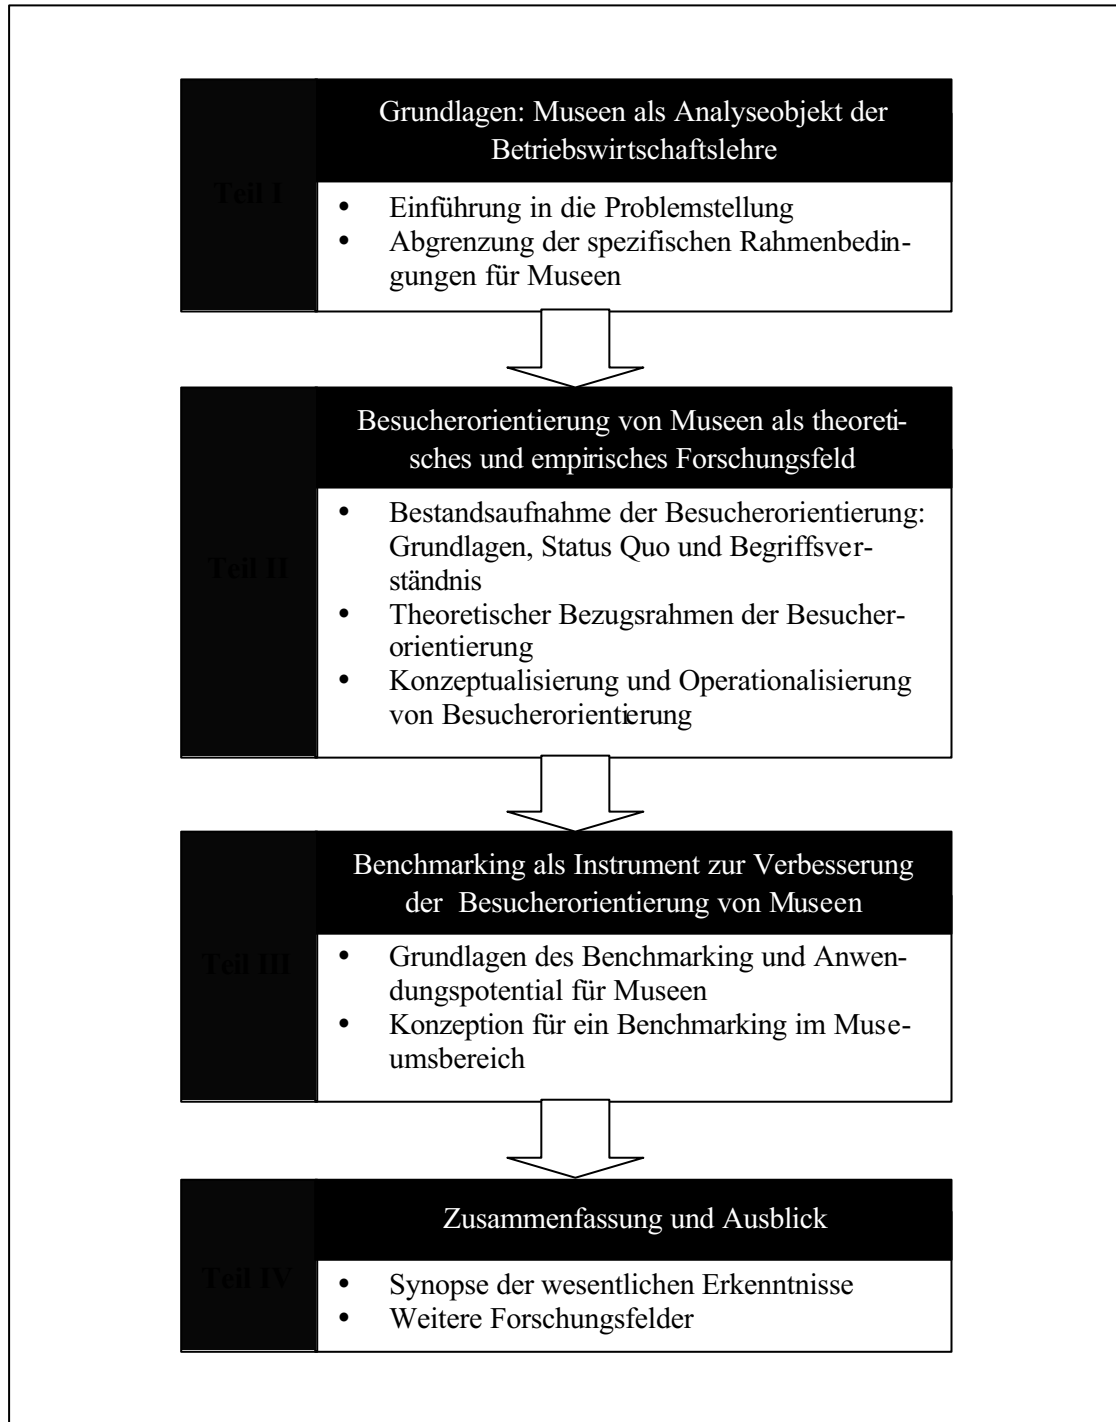 Grundlagen: Museen als Analyseobjekt der
Betriebswirtschaftslehre
Teil I
• Einführung in die Problemstellung
• Abgrenzung der spezifischen Rahmenbedin-
gungen für Museen
Besucherorientierung von Museen als theoreti-
sches und empirisches Forschungsfeld
Teil II
• Bestandsaufnahme der Besucherorientierung:
Grundlagen, Status Quo und Begriffsver-
ständnis
• Theoretischer Bezugsrahmen der Besucher-
orientierung
• Konzeptualisierung und Operationalisierung
von Besucherorientierung
Benchmarking als Instrument zur Verbesserung
der Besucherorientierung von Museen
Teil III
• Grundlagen des Benchmarking und Anwen-
dungspotential für Museen
• Konzeption für ein Benchmarking im Muse-
umsbereich
Zusammenfassung und Ausblick
Teil IV
• Synopse der wesentlichen Erkenntnisse
• Weitere Forschungsfelder